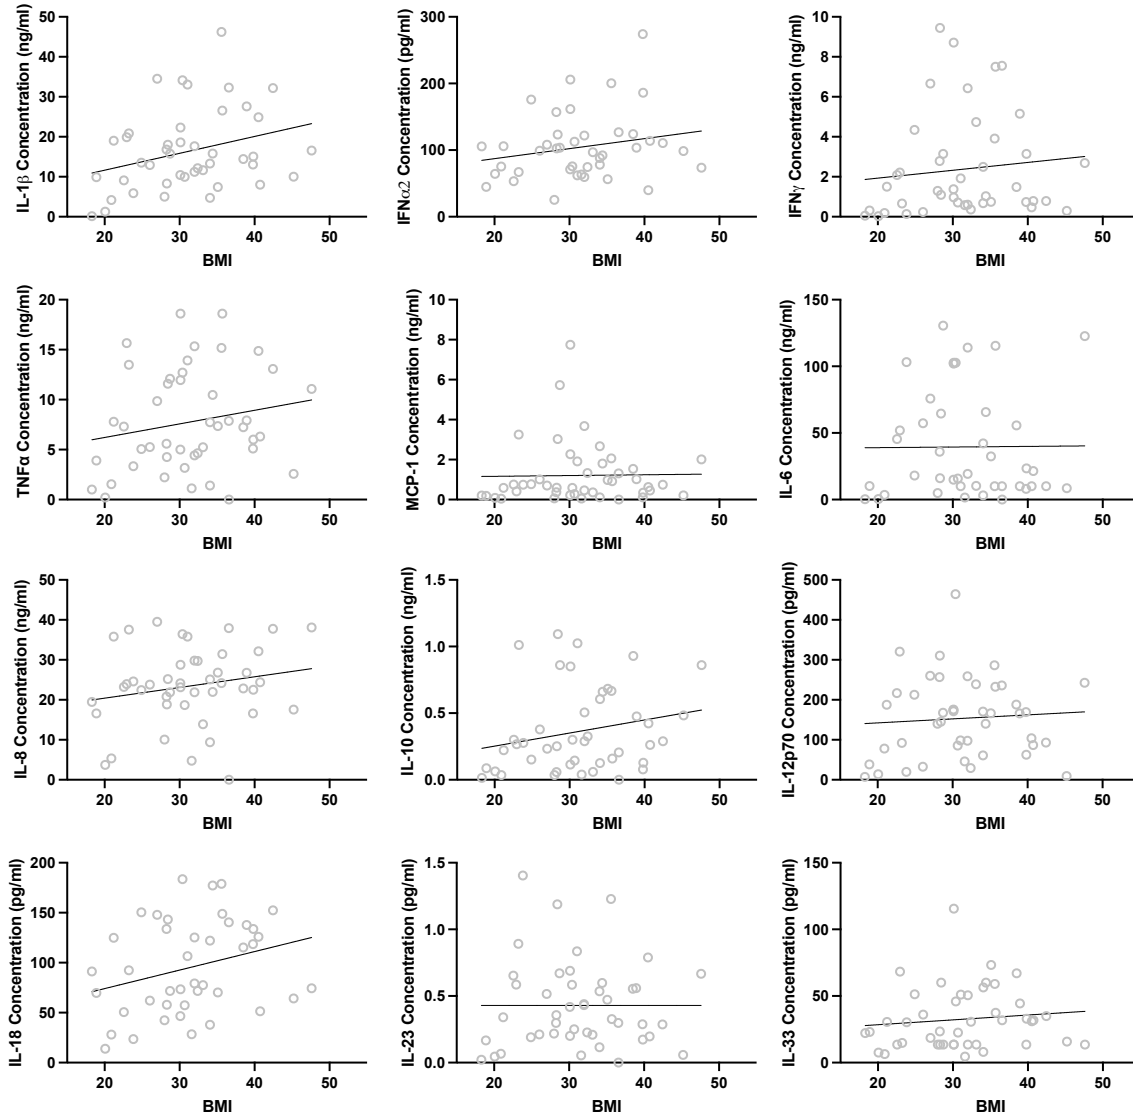 IL-1β Concentration (ng/ml)
50
40
30
20
10
0
20 30 40 50
BMI
IFNα2 Concentration (pg/ml)
300
200
100
0
20 30 40 50
BMI
IFNγ Concentration (ng/ml)
10
8
6
4
2
0
20 30 40 50
BMI
TNFα Concentration (ng/ml)
20
15
10
5
0
20 30 40 50
BMI
MCP-1 Concentration (ng/ml)
10
8
6
4
2
0
20 30 40 50
BMI
IL-6 Concentration (ng/ml)
150
100
50
0
20 30 40 50
BMI
IL-8 Concentration (ng/ml)
50
40
30
20
10
0
20 30 40 50
BMI
IL-10 Concentration (ng/ml)
1.5
1.0
0.5
0.0
20 30 40 50
BMI
IL-12p70 Concentration (pg/ml)
500
400
300
200
100
0
20 30 40 50
BMI
IL-18 Concentration (pg/ml)
200
150
100
50
0
20 30 40 50
BMI
IL-23 Concentration (pg/ml)
1.5
1.0
0.5
0.0
20 30 40 50
BMI
IL-33 Concentration (pg/ml)
150
100
50
0
20 30 40 50
BMI